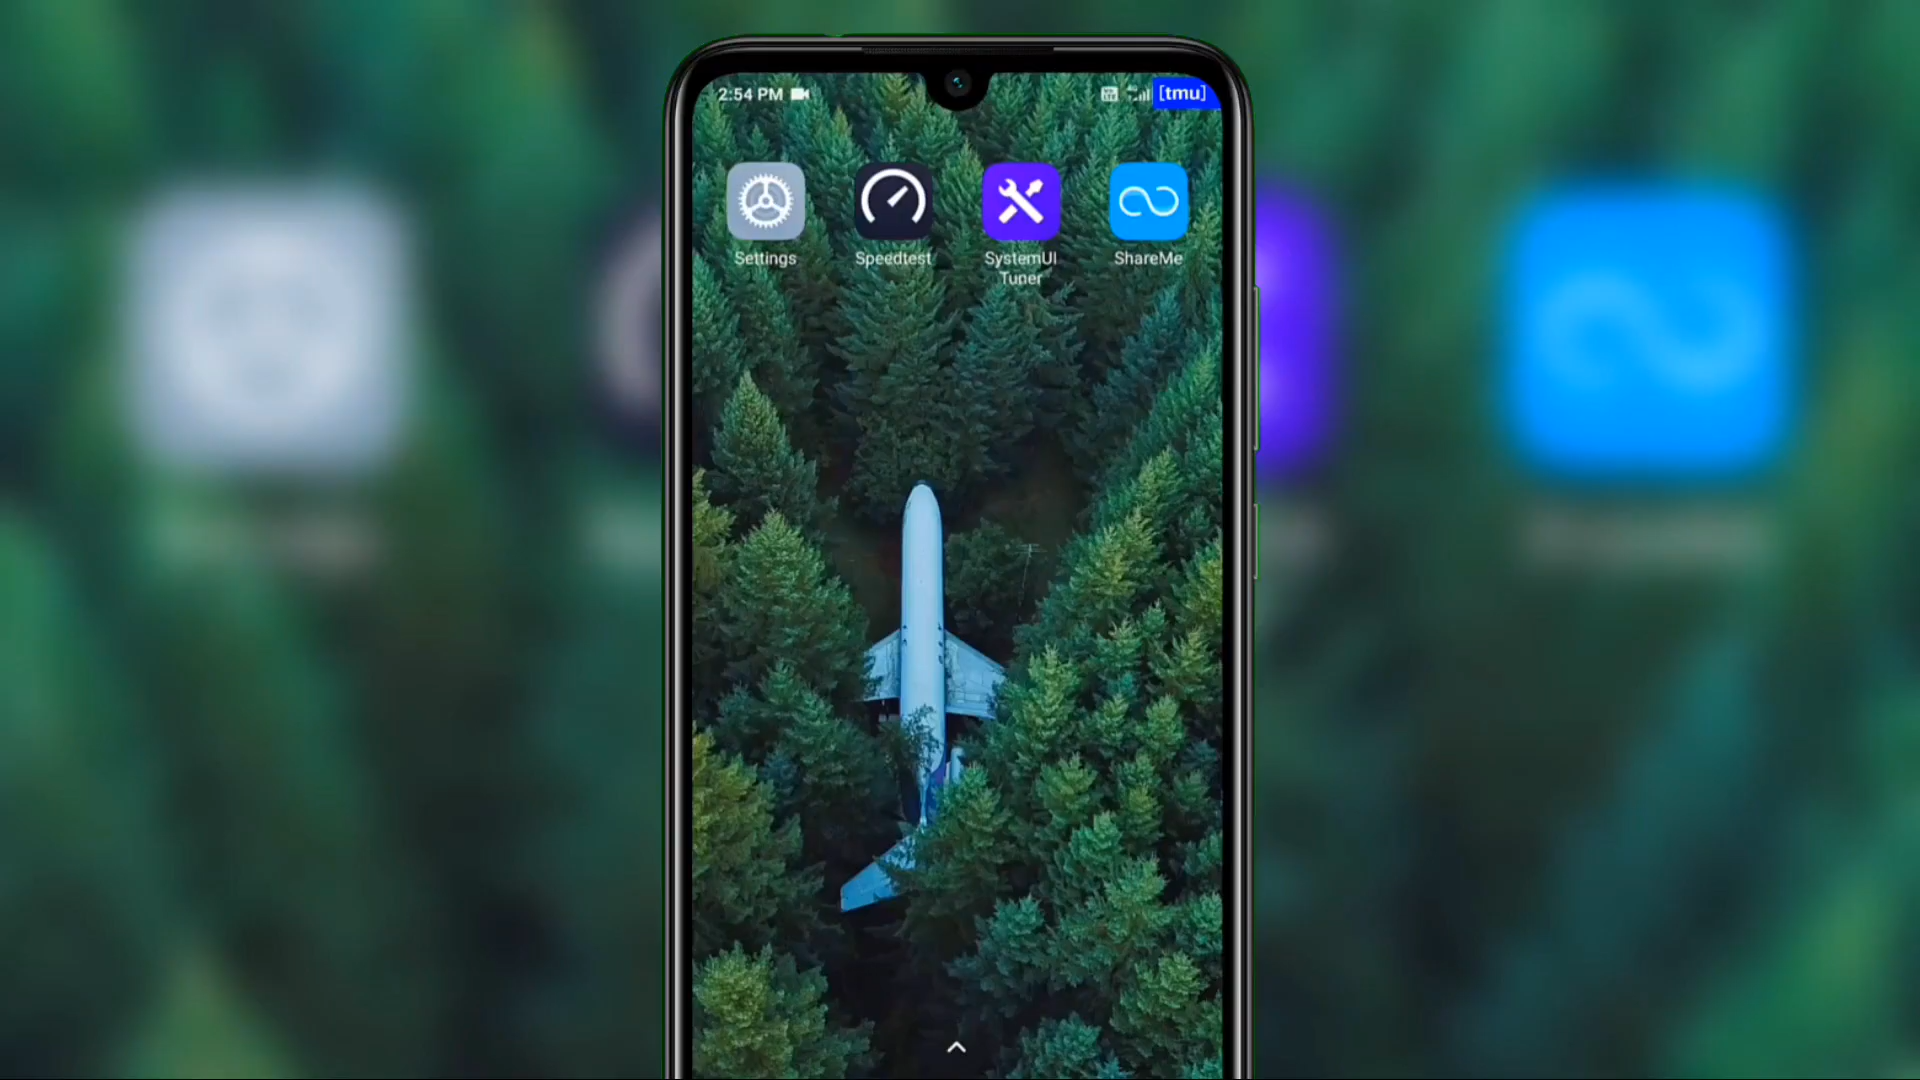 2:54 PM
[tmu]
Settings
Speedtest
SystemUI
Tuner
ShareMe